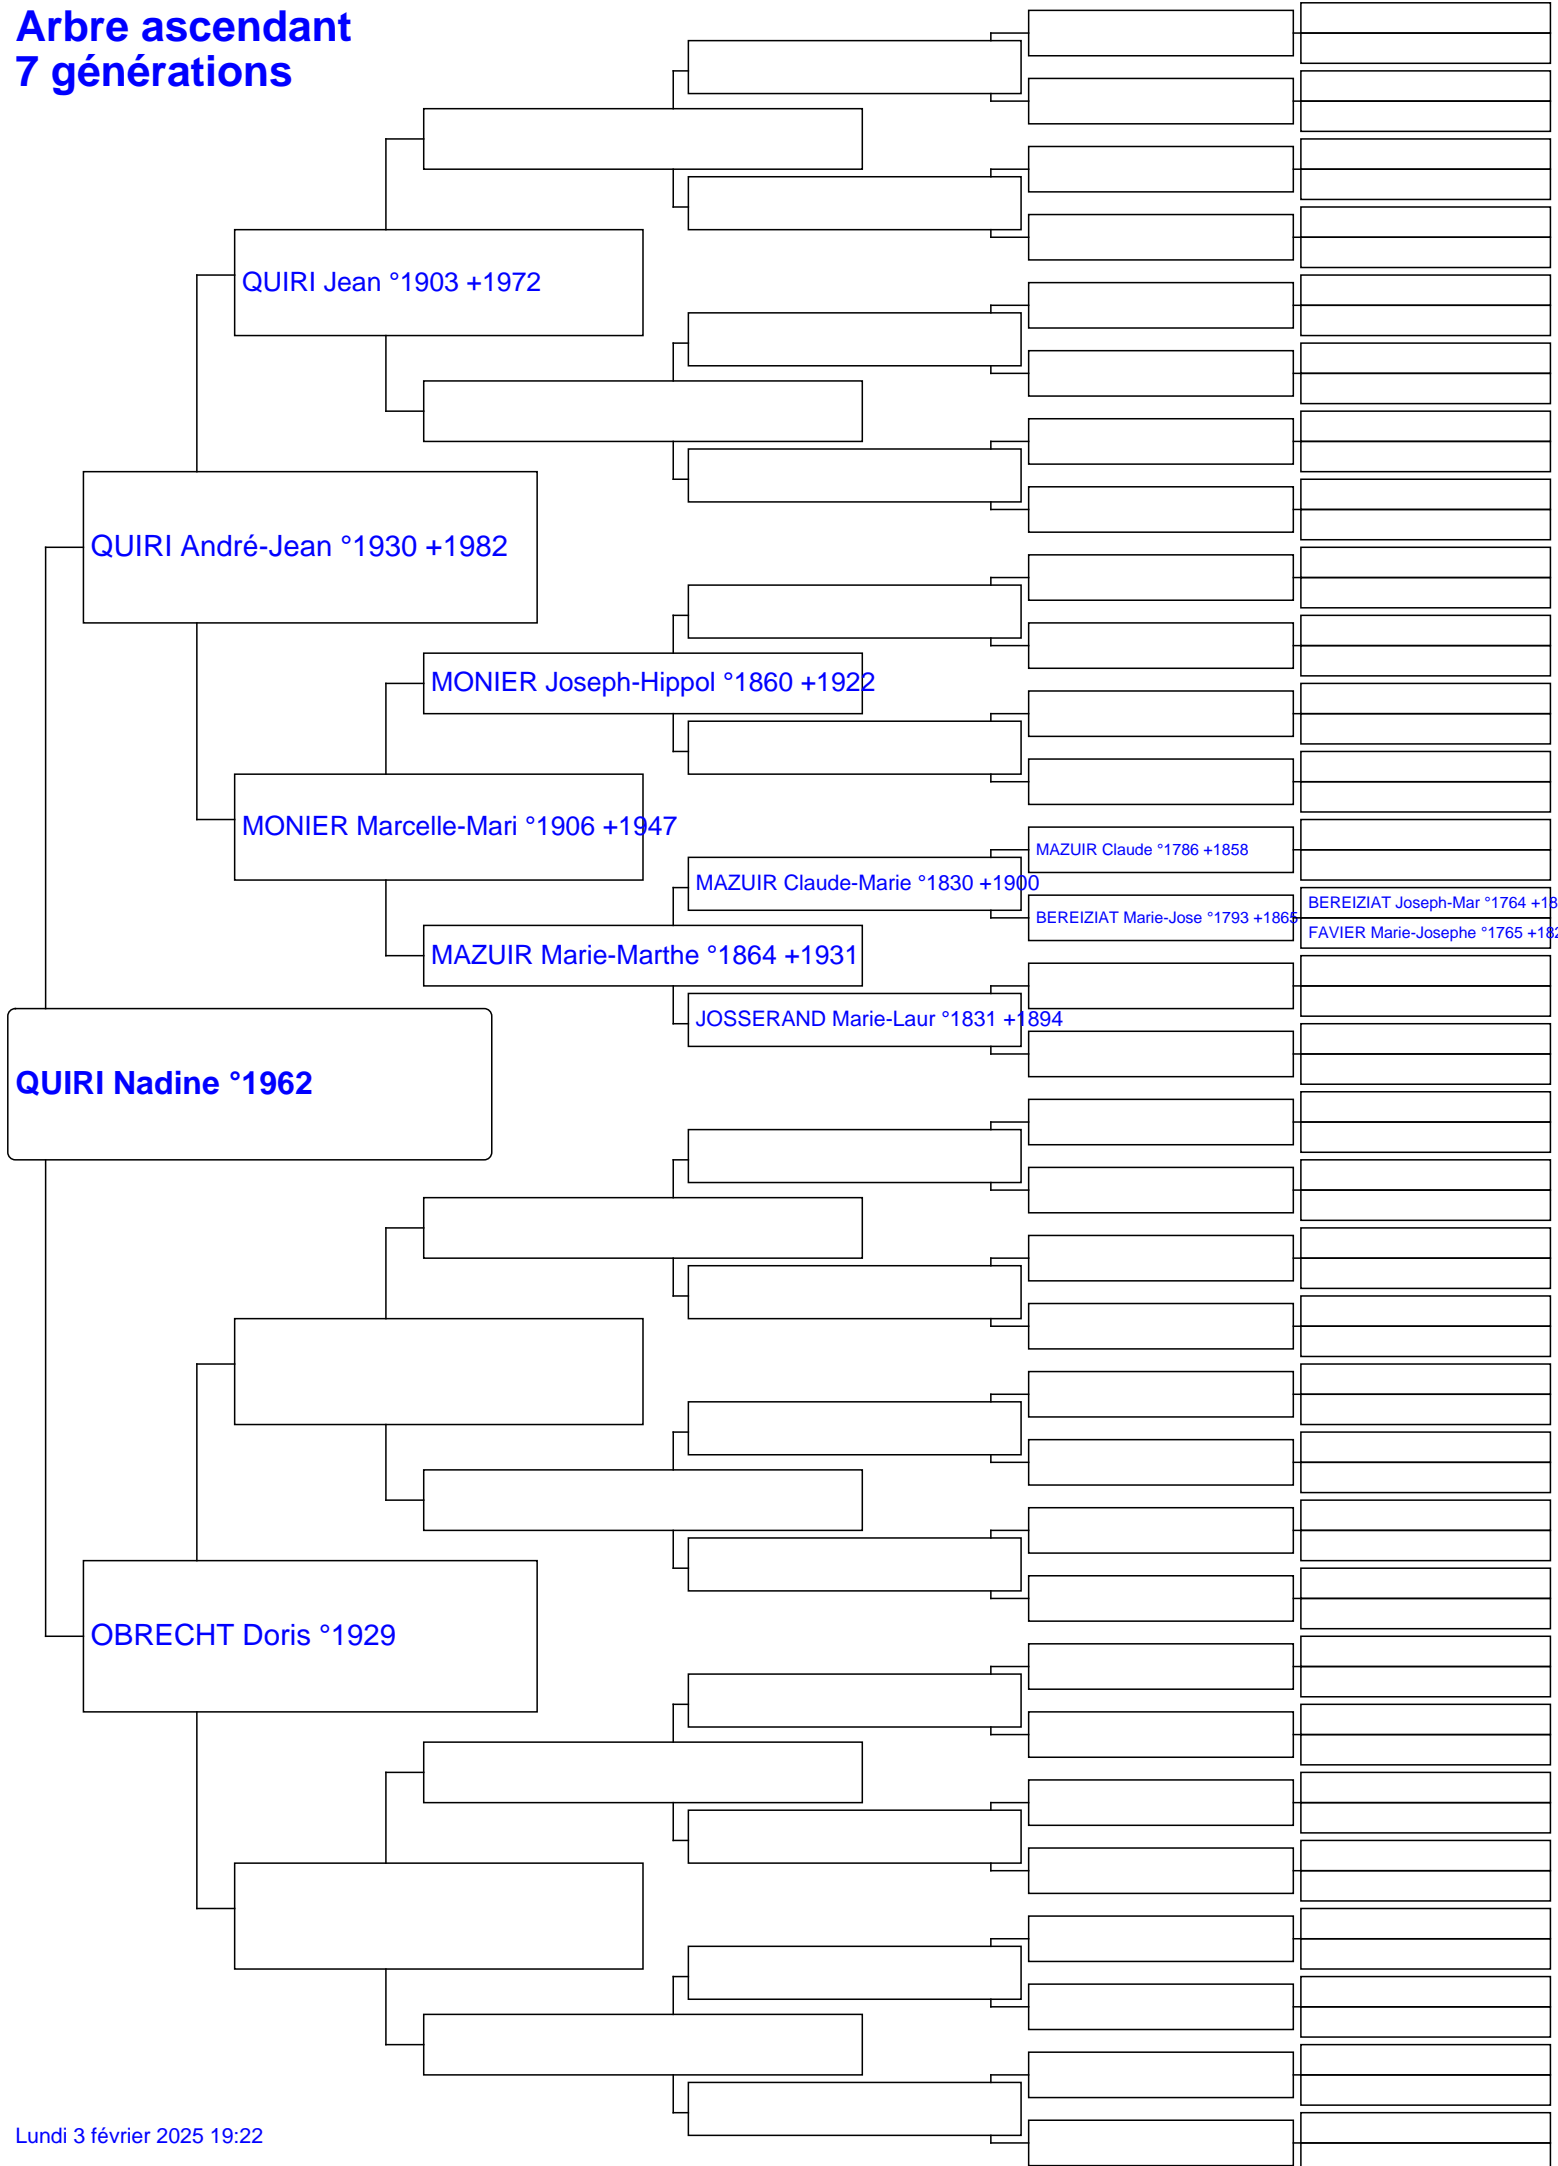 Arbre ascendant
7 générations
QUIRI Jean °1903 +1972
QUIRI André-Jean °1930 +1982
MONIER Joseph-Hippol °1860 +1922
MONIER Marcelle-Mari °1906 +1947
MAZUIR Claude °1786 +1858
MAZUIR Claude-Marie °1830 +1900
BEREIZIAT Marie-Jose °1793 +1865
BEREIZIAT Joseph-Mar °1764 +18
FAVIER Marie-Josephe °1765 +182
MAZUIR Marie-Marthe °1864 +1931
JOSSERAND Marie-Laur °1831 +1894
QUIRI Nadine °1962
OBRECHT Doris °1929
Lundi 3 février 2025 19:22